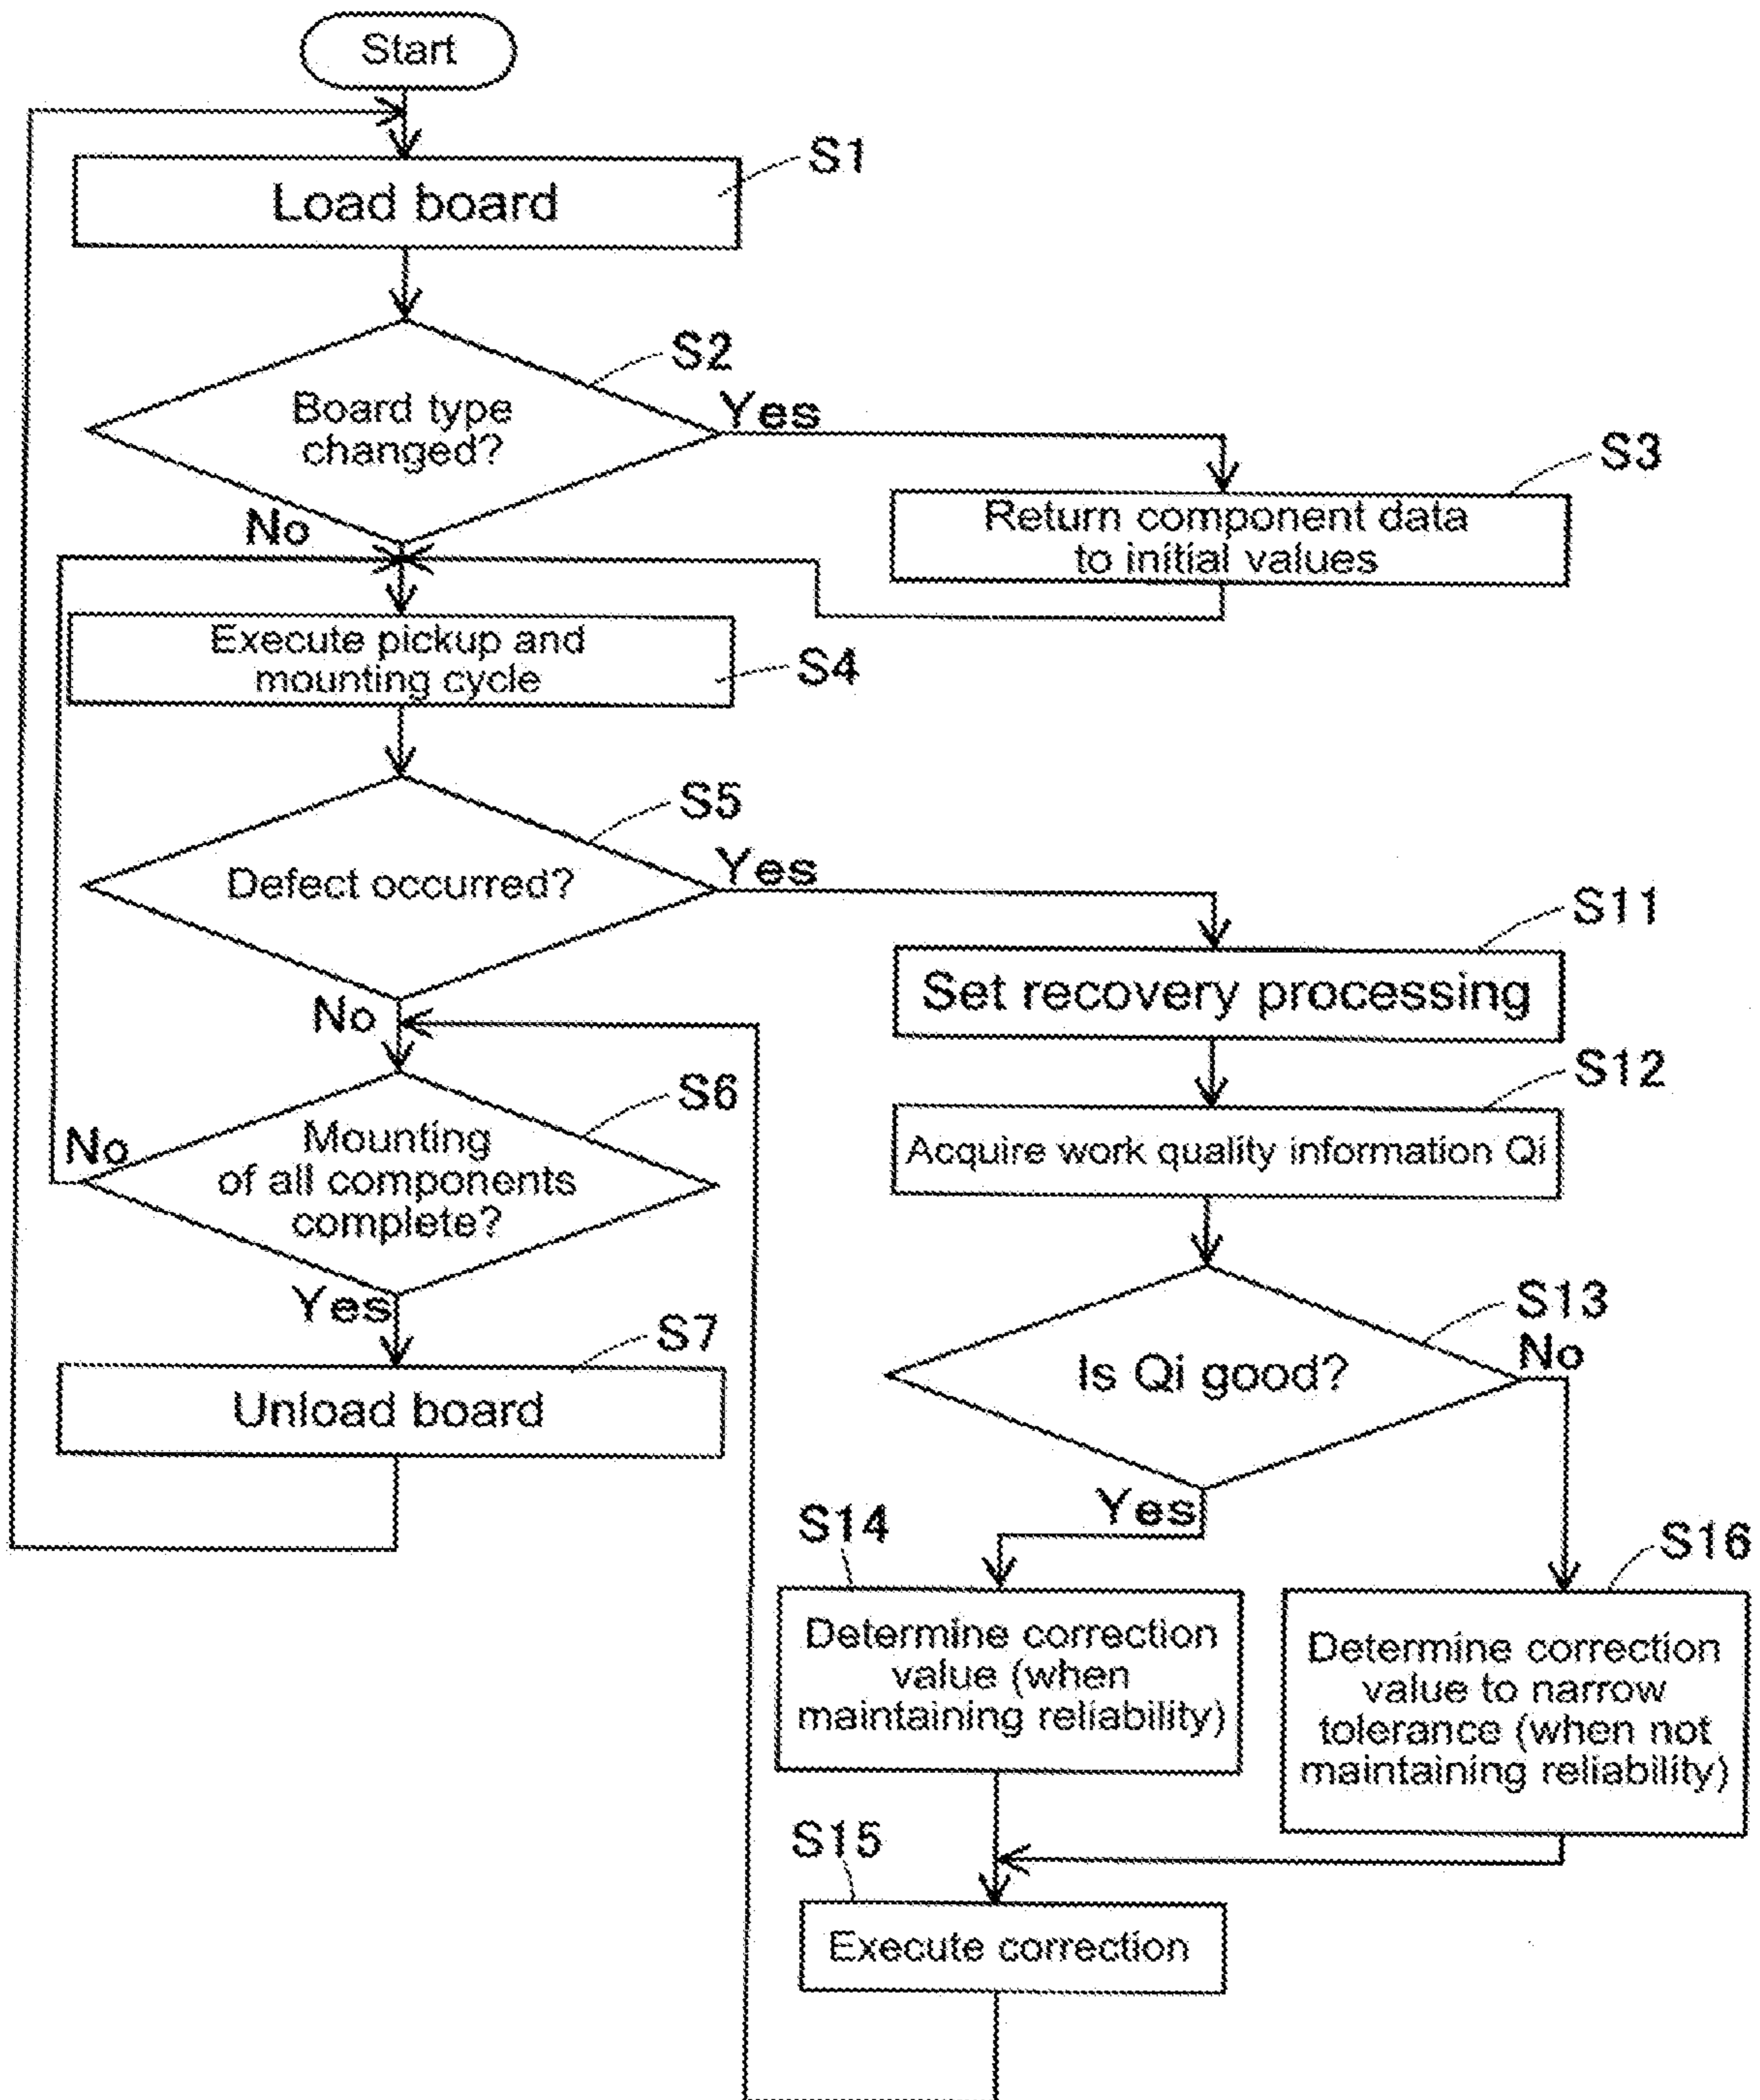 Start
S1
Load board
S2
Board type
changed?
Yes
No
S3
Return component data
to initial values
Execute pickup and
mounting cycle
S4
S5
Defect occurred?
Yes
No
S11
Set recovery processing
S12
Acquire work quality information Qi
S6
Mounting
of all components
complete?
No
Yes
S7
Unload board
S13
Is Qi good?
No
Yes
S14
Determine correction
value (when
maintaining reliability)
S16
Determine correction
value to narrow
tolerance (when not
maintaining reliability)
S15
Execute correction